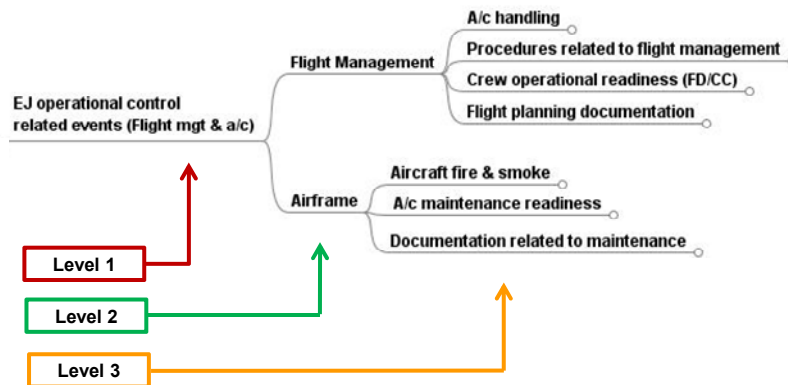 A/c handling
Procedures related to flight management
Flight Management
Crew operational readiness (FD/CC)
Flight planning documentation
EJ operational control
related events (Flight mgt & a/c)
Aircraft fire & smoke
Airframe
A/c maintenance readiness
Documentation related to maintenance
Level 1
Level 2
Level 3